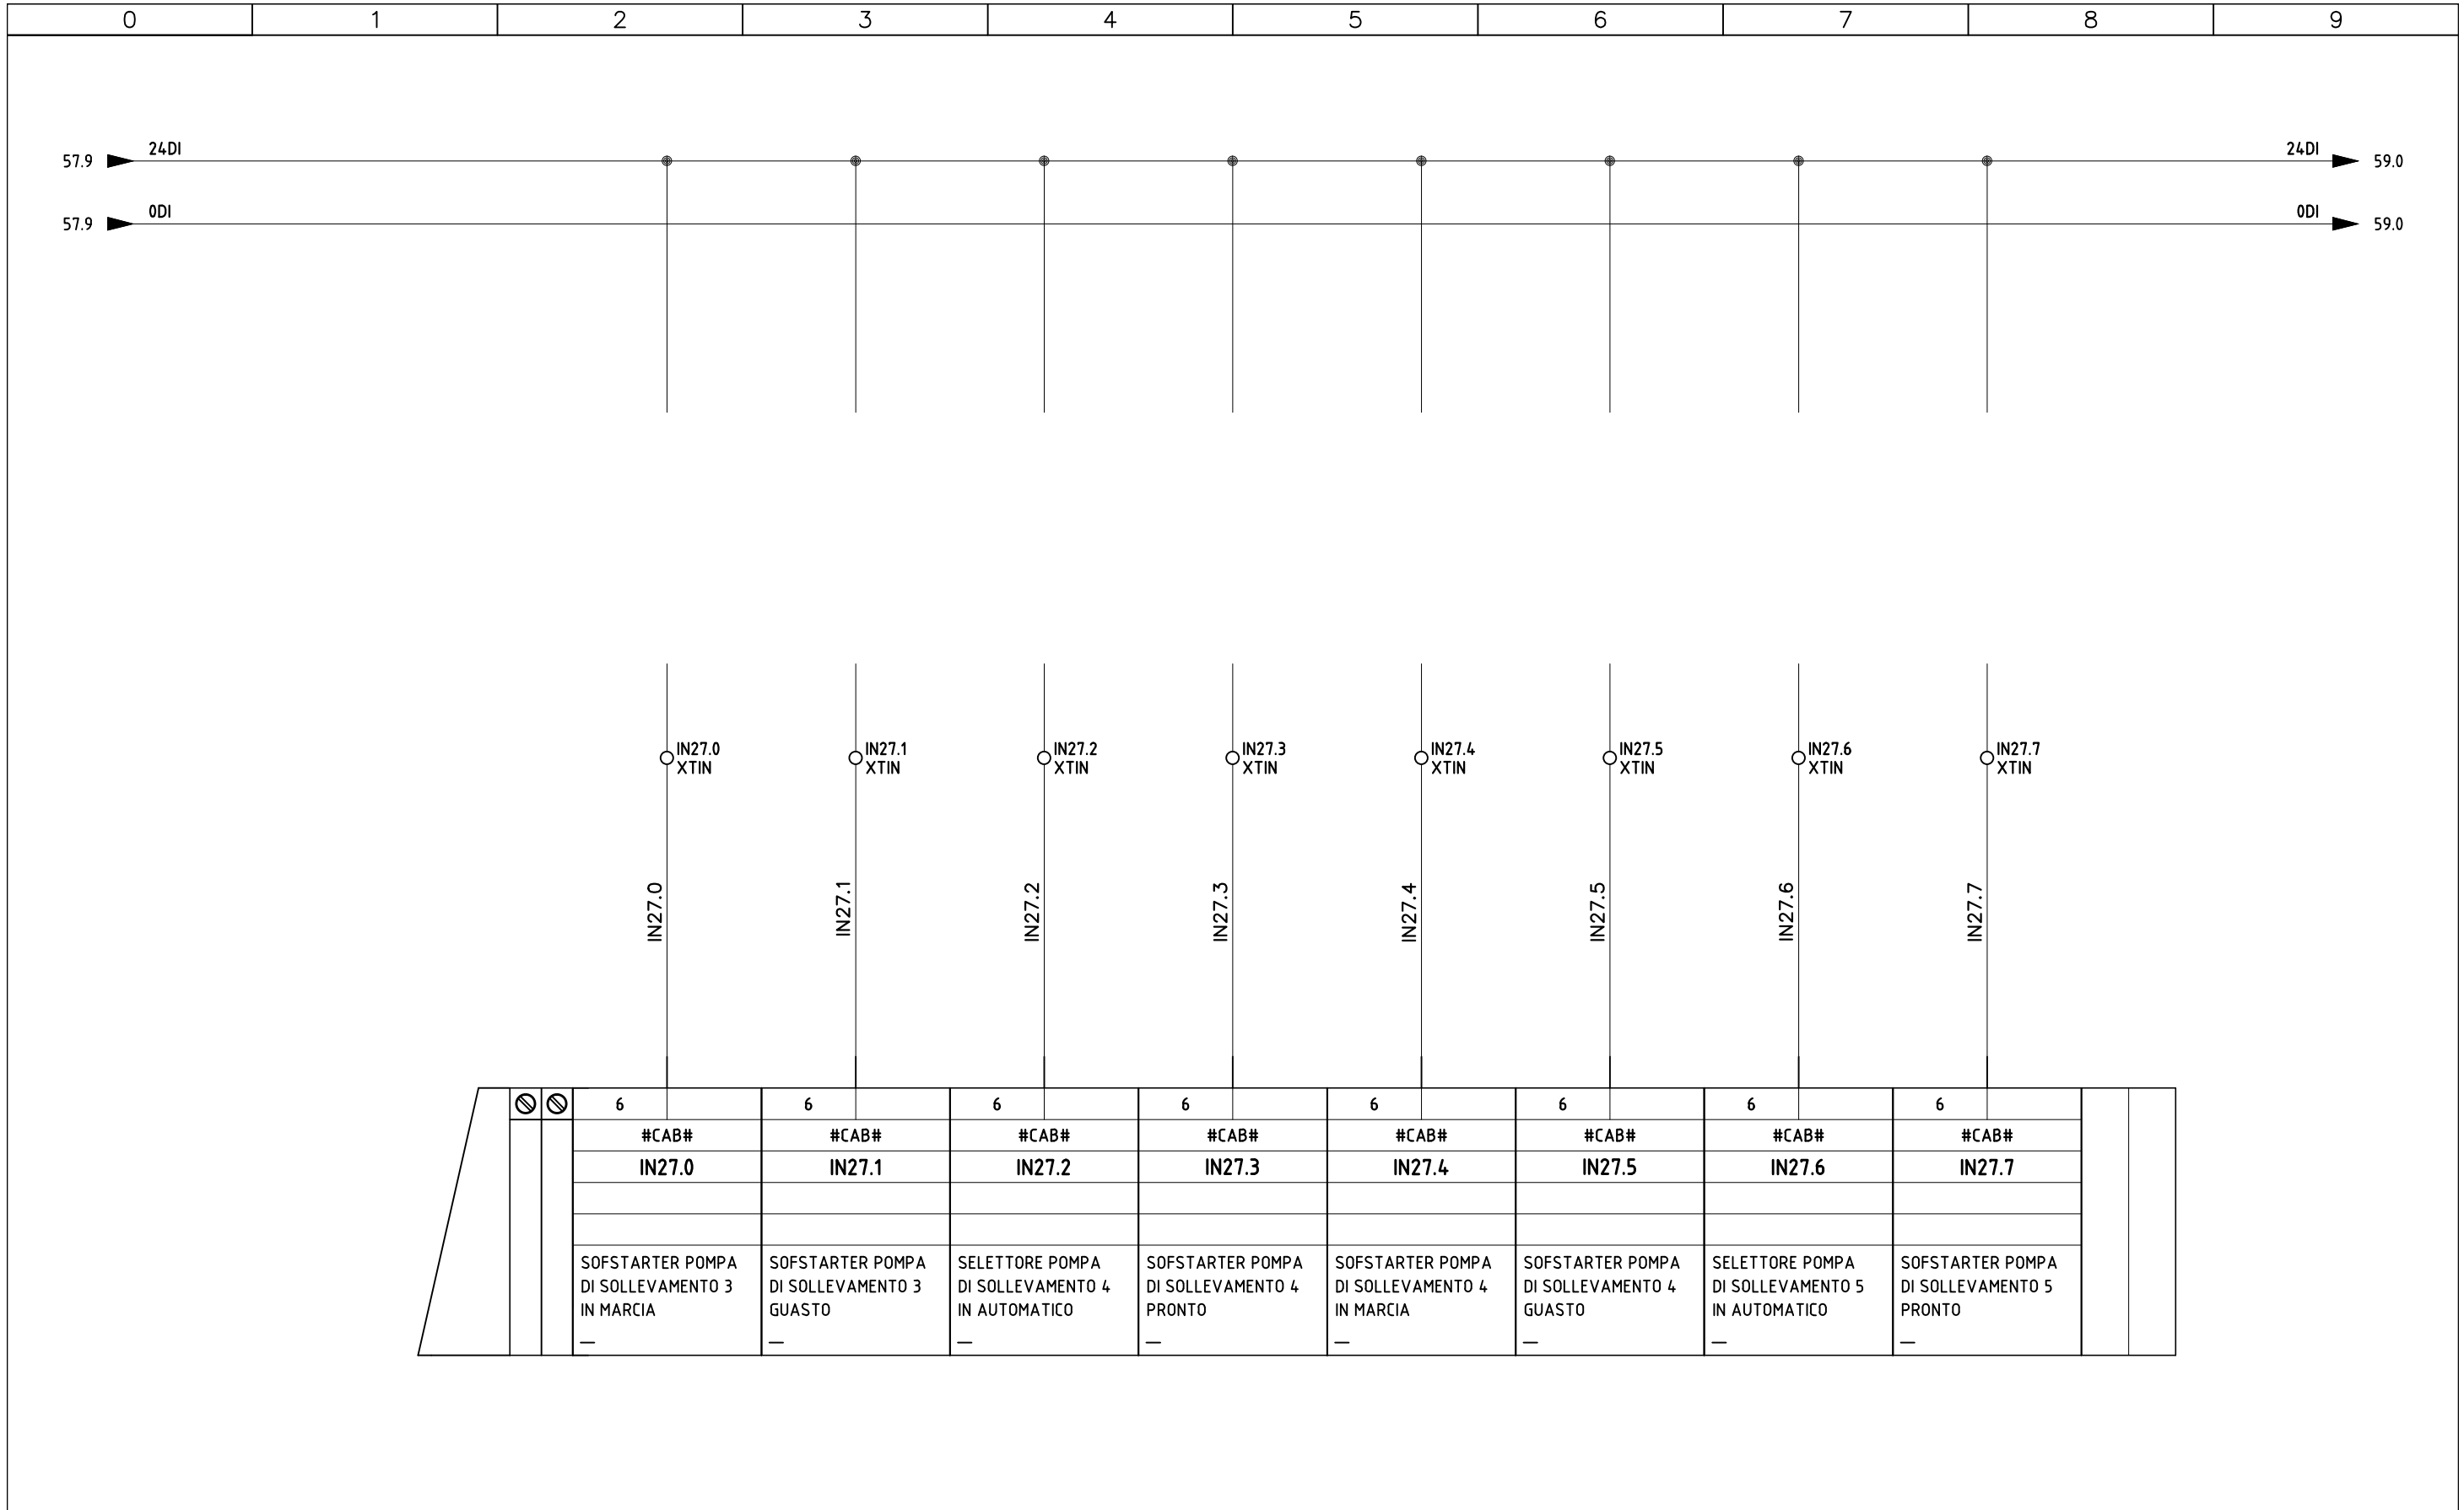 0 1 2 3 4 5 6 7 8 9
57.9 24DI 24DI 59.0
57.9 0DI 0DI 59.0
IN27.0 IN27.1 IN27.2 IN27.3 IN27.4 IN27.5 IN27.6 IN27.7
XTIN XTIN XTIN XTIN XTIN XTIN XTIN XTIN
IN27.0 IN27.1 IN27.2 IN27.3 IN27.4 IN27.5 IN27.6 IN27.7
6 6 6 6 6 6 6 6
#CAB# #CAB# #CAB# #CAB# #CAB# #CAB# #CAB# #CAB#
IN27.0 IN27.1 IN27.2 IN27.3 IN27.4 IN27.5 IN27.6 IN27.7
SOFSTARTER POMPA
DI SOLLEVAMENTO 3
IN MARCIA
—
SOFSTARTER POMPA
DI SOLLEVAMENTO 3
GUASTO
—
SELETTORE POMPA
DI SOLLEVAMENTO 4
IN AUTOMATICO
—
SOFSTARTER POMPA
DI SOLLEVAMENTO 4
PRONTO
—
SOFSTARTER POMPA
DI SOLLEVAMENTO 4
IN MARCIA
—
SOFSTARTER POMPA
DI SOLLEVAMENTO 4
GUASTO
—
SELETTORE POMPA
DI SOLLEVAMENTO 5
IN AUTOMATICO
—
SOFSTARTER POMPA
DI SOLLEVAMENTO 5
PRONTO
—